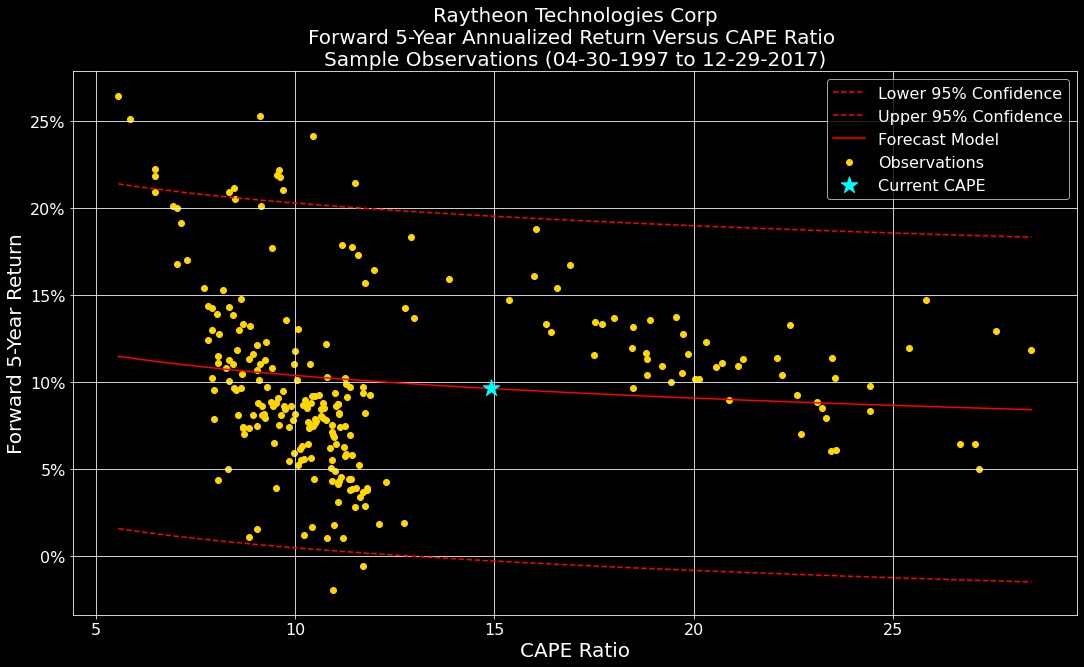 Raytheon Technologies Corp
Forward 5-Year Annualized Return Versus CAPE Ratio
Sample Observations (04-30-1997 to 12-29-2017)
Lower 95% Confidence
Upper 95% Confidence
Forecast Model
Observations
Current CAPE
Forward 5-Year Return
25%
20%
15%
10%
5%
0%
5
10
15
20
25
CAPE Ratio